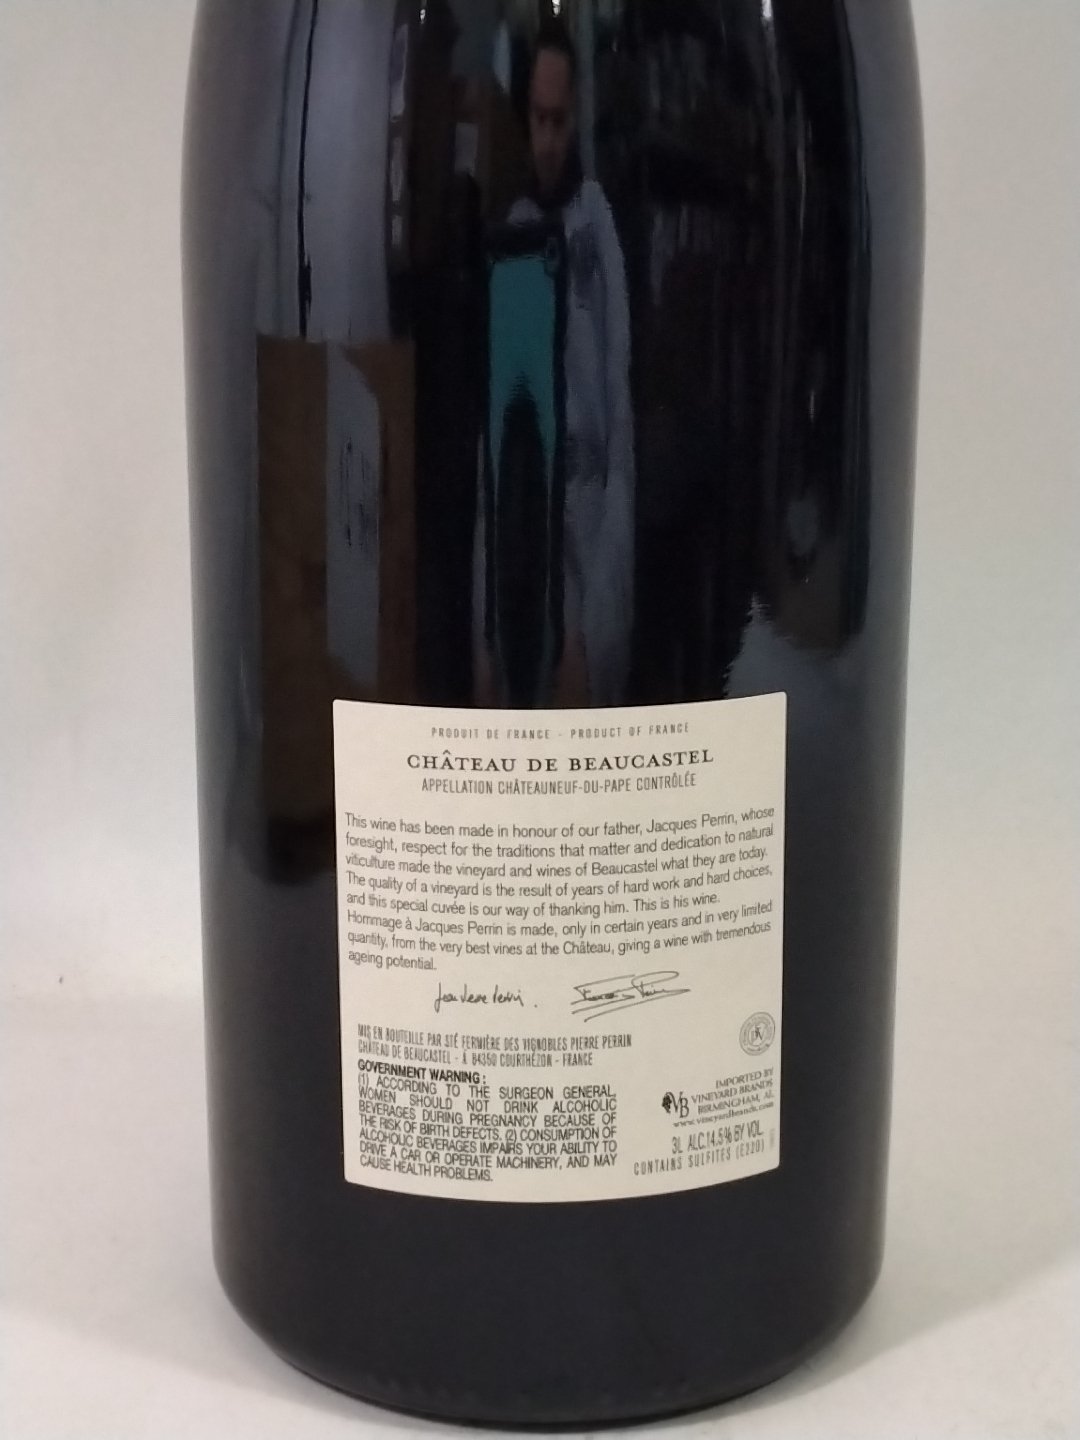 PRODUIT DE FRANCE - PRODUCT OF FRANCE
CHÂTEAU DE BEAUCASTEL
APPELLATION CHÂTEAUNEUF-DU-PAPE CONTRÔLÉE
This wine has been made in honour of our father, Jacques Perrin, whose
foresight, respect for the traditions that matter and dedication to natural
viticulture made the vineyard and wines of Beaucastel what they are today.
The quality of a vineyard is the result of years of hard work and hard choices,
and this special cuvée is our way of thanking him. This is his wine.
Hommage à Jacques Perrin is made, only in certain years and in very limited
quantity, from the very best vines at the Château, giving a wine with tremendous
ageing potential.
MIS EN BOUTEILLE PAR STÉ FERMIÈRE DES VIGNOBLES PIERRE PERRIN
CHÂTEAU DE BEAUCASTEL - À 84350 COURTHÉZON - FRANCE
GOVERNMENT WARNING:
(1) ACCORDING TO THE SURGEON GENERAL,
WOMEN SHOULD NOT DRINK ALCOHOLIC
BEVERAGES DURING PREGNANCY BECAUSE OF
THE RISK OF BIRTH DEFECTS. (2) CONSUMPTION OF
ALCOHOLIC BEVERAGES IMPAIRS YOUR ABILITY TO
DRIVE A CAR OR OPERATE MACHINERY, AND MAY
CAUSE HEALTH PROBLEMS.
IMPORTED BY
VB VINEYARD BRANDS
BIRMINGHAM, AL
www.vineyardbrands.com
3L ALC.14,5% BY VOL.
CONTAINS SULFITES (E220)